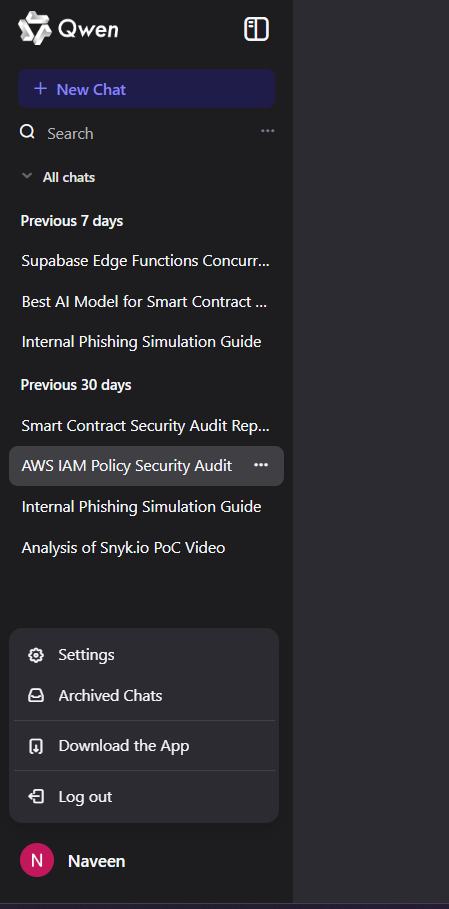 Qwen
+ New Chat
Search
All chats
Previous 7 days
Supabase Edge Functions Concurr...
Best AI Model for Smart Contract ...
Internal Phishing Simulation Guide
Previous 30 days
Smart Contract Security Audit Rep...
AWS IAM Policy Security Audit
Internal Phishing Simulation Guide
Analysis of Snyk.io PoC Video
Settings
Archived Chats
Download the App
Log out
N Naveen